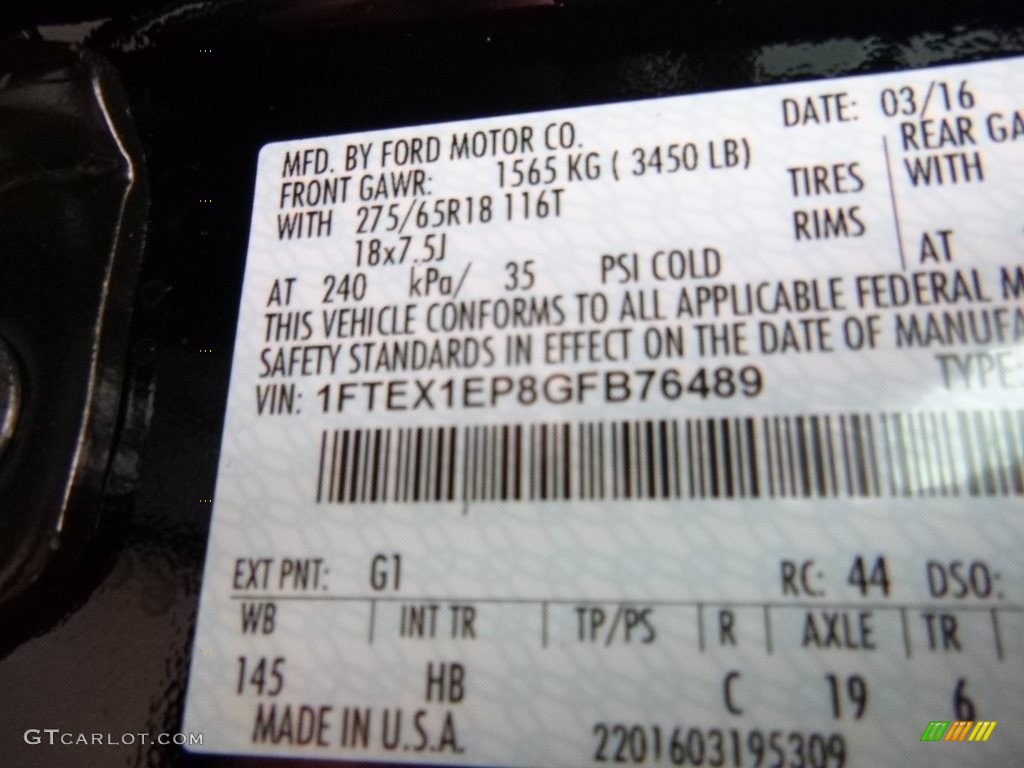 MFD. BY FORD MOTOR CO.
DATE: 03/16
FRONT GAWR: 1565 KG ( 3450 LB)
REAR GA
WITH 275/65R18 116T TIRES WITH
18x7.5J RIMS
AT 240 kPa/ 35 PSI COLD AT
THIS VEHICLE CONFORMS TO ALL APPLICABLE FEDERAL M
SAFETY STANDARDS IN EFFECT ON THE DATE OF MANUFA
VIN: 1FTEX1EP8GFB76489 TYPE:
EXT PNT: G1 RC: 44 DSO:
WB INT TR TP/PS R AXLE TR
145 HB C 19 6
MADE IN U.S.A. 2201603195309
GTCARLOT.COM